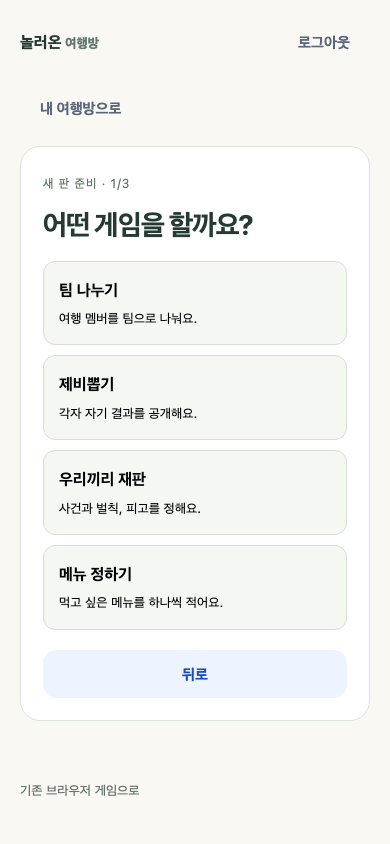 놀러온 여행방
로그아웃
내 여행방으로
새 판 준비 · 1/3
어떤 게임을 할까요?
팀 나누기
여행 멤버를 팀으로 나눠요.
제비뽑기
각자 자기 결과를 공개해요.
우리끼리 재판
사건과 벌칙, 피고를 정해요.
메뉴 정하기
먹고 싶은 메뉴를 하나씩 적어요.
뒤로
기존 브라우저 게임으로